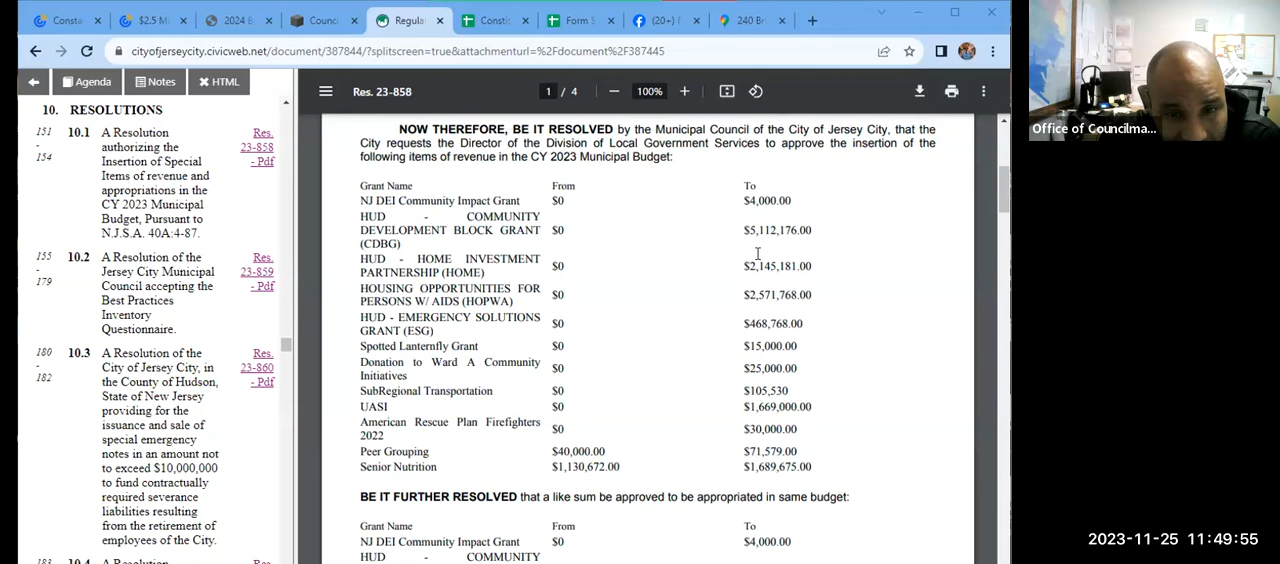 Consta
$2.5 M
2024 B
Counci
Regula
Consti
Form S
(20+) F
240 Br
cityofjerseycity.civicweb.net/document/387844/?splitscreen=true&attachmenturl=%2Fdocument%2F387445
Agenda
Notes
HTML
Res. 23-858
1 / 4
100%
10. RESOLUTIONS
151
-
154
10.1
A Resolution
authorizing the
Insertion of Special
Items of revenue and
appropriations in the
CY 2023 Municipal
Budget, Pursuant to
N.J.S.A. 40A:4-87.
Res.
23-858
- Pdf
155
-
179
10.2
A Resolution of the
Jersey City Municipal
Council accepting the
Best Practices
Inventory
Questionnaire.
Res.
23-859
- Pdf
180
-
182
10.3
A Resolution of the
City of Jersey City, in
the County of Hudson,
State of New Jersey
providing for the
issuance and sale of
special emergency
notes in an amount not
to exceed $10,000,000
to fund contractually
required severance
liabilities resulting
from the retirement of
employees of the City.
Res.
23-860
- Pdf
NOW THEREFORE, BE IT RESOLVED by the Municipal Council of the City of Jersey City, that the
City requests the Director of the Division of Local Government Services to approve the insertion of the
following items of revenue in the CY 2023 Municipal Budget:
Grant Name From To
NJ DEI Community Impact Grant $0 $4,000.00
HUD - COMMUNITY
DEVELOPMENT BLOCK GRANT $0 $5,112,176.00
(CDBG)
HUD - HOME INVESTMENT
PARTNERSHIP (HOME) $0 $2,145,181.00
HOUSING OPPORTUNITIES FOR
PERSONS W/ AIDS (HOPWA) $0 $2,571,768.00
HUD - EMERGENCY SOLUTIONS
GRANT (ESG) $0 $468,768.00
Spotted Lanternfly Grant $0 $15,000.00
Donation to Ward A Community
Initiatives $0 $25,000.00
SubRegional Transportation $0 $105,530
UASI $0 $1,669,000.00
American Rescue Plan Firefighters
2022 $0 $30,000.00
Peer Grouping $40,000.00 $71,579.00
Senior Nutrition $1,130,672.00 $1,689,675.00
BE IT FURTHER RESOLVED that a like sum be approved to be appropriated in same budget:
Grant Name From To
NJ DEI Community Impact Grant $0 $4,000.00
HUD - COMMUNITY
Office of Councilma...
2023-11-25 11:49:55